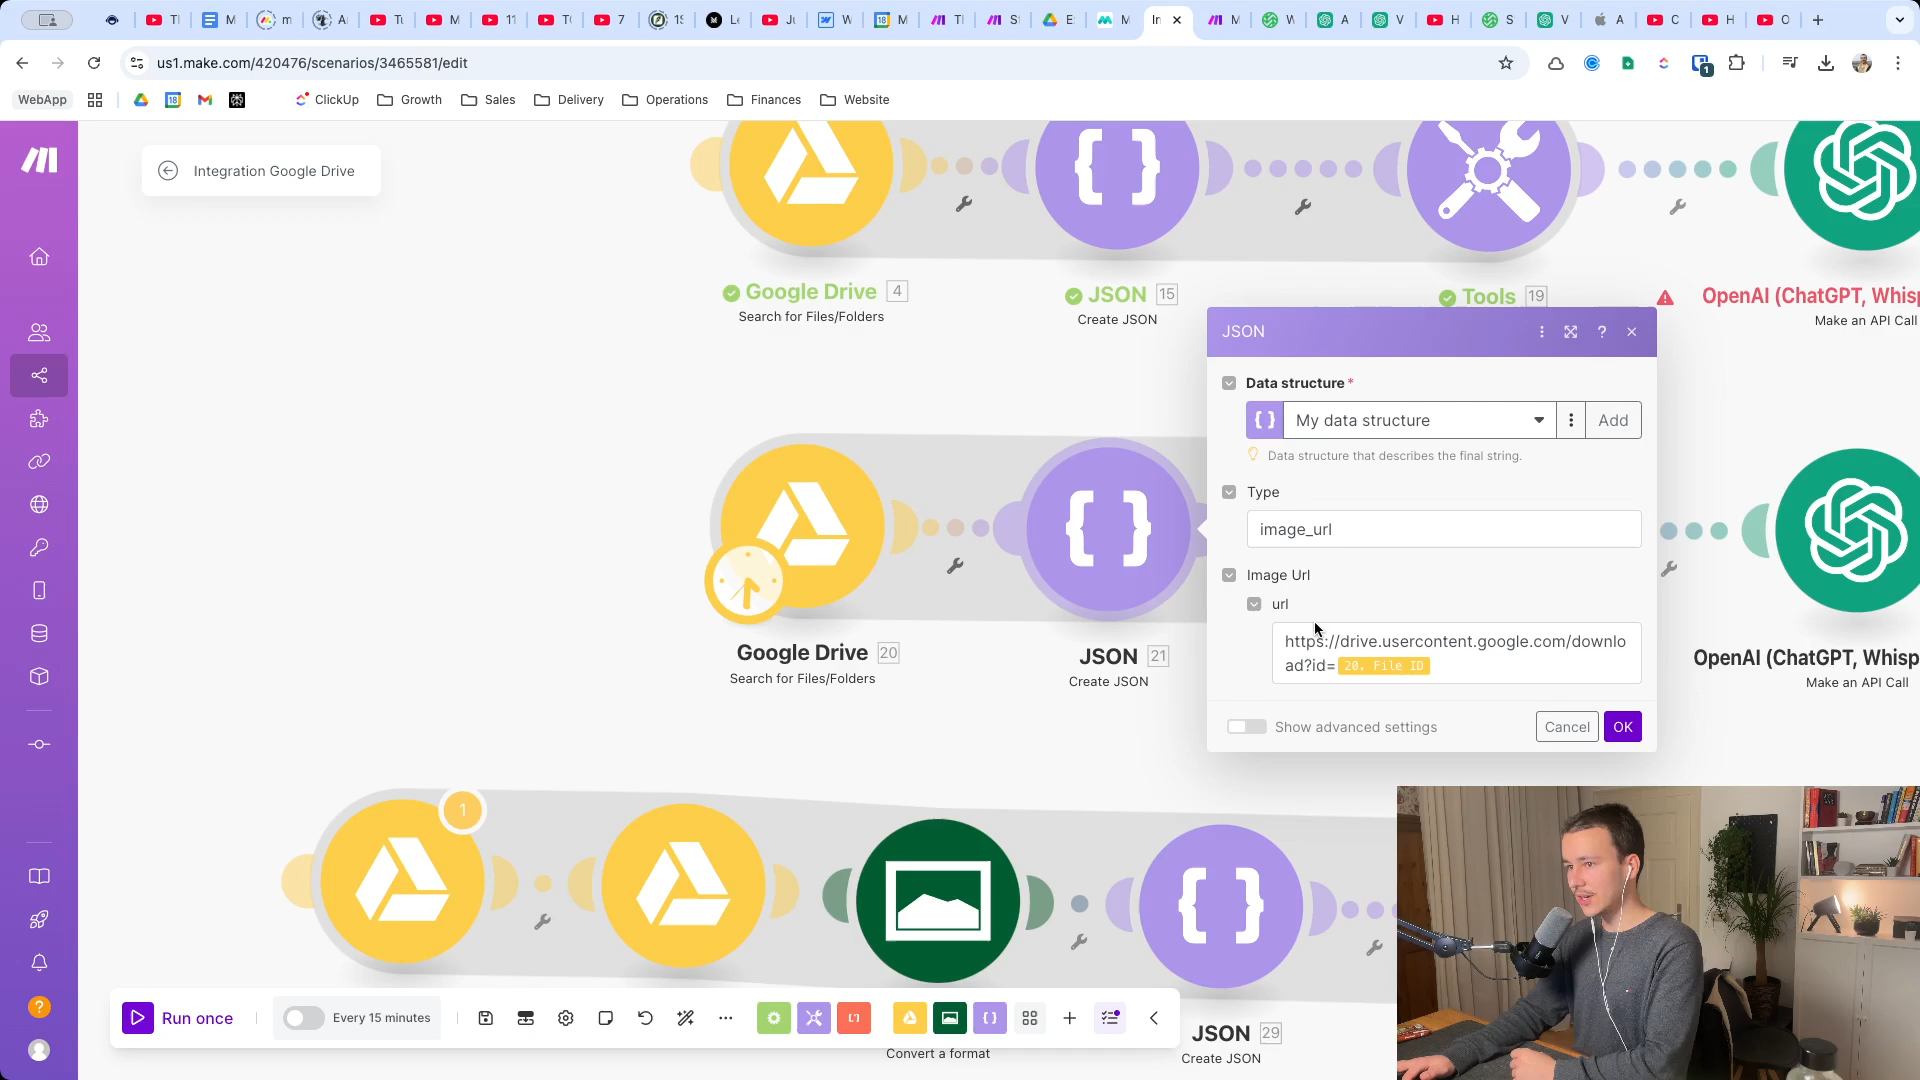 us1.make.com/420476/scenarios/3465581/edit
WebApp
ClickUp
Growth
Sales
Delivery
Operations
Finances
Website
Integration Google Drive
Google Drive 4
Search for Files/Folders
JSON 15
Create JSON
Tools 19
OpenAI (ChatGPT, Whisp
Make an API Call
JSON
Data structure *
My data structure
Add
Data structure that describes the final string.
Type
image_url
Image Url
url
https://drive.usercontent.google.com/downlo
ad?id= 20. File ID
Show advanced settings
Cancel
OK
Google Drive 20
Search for Files/Folders
JSON 21
Create JSON
OpenAI (ChatGPT, Whisp
Make an API Call
1
Run once
Every 15 minutes
Convert a format
JSON 29
Create JSON